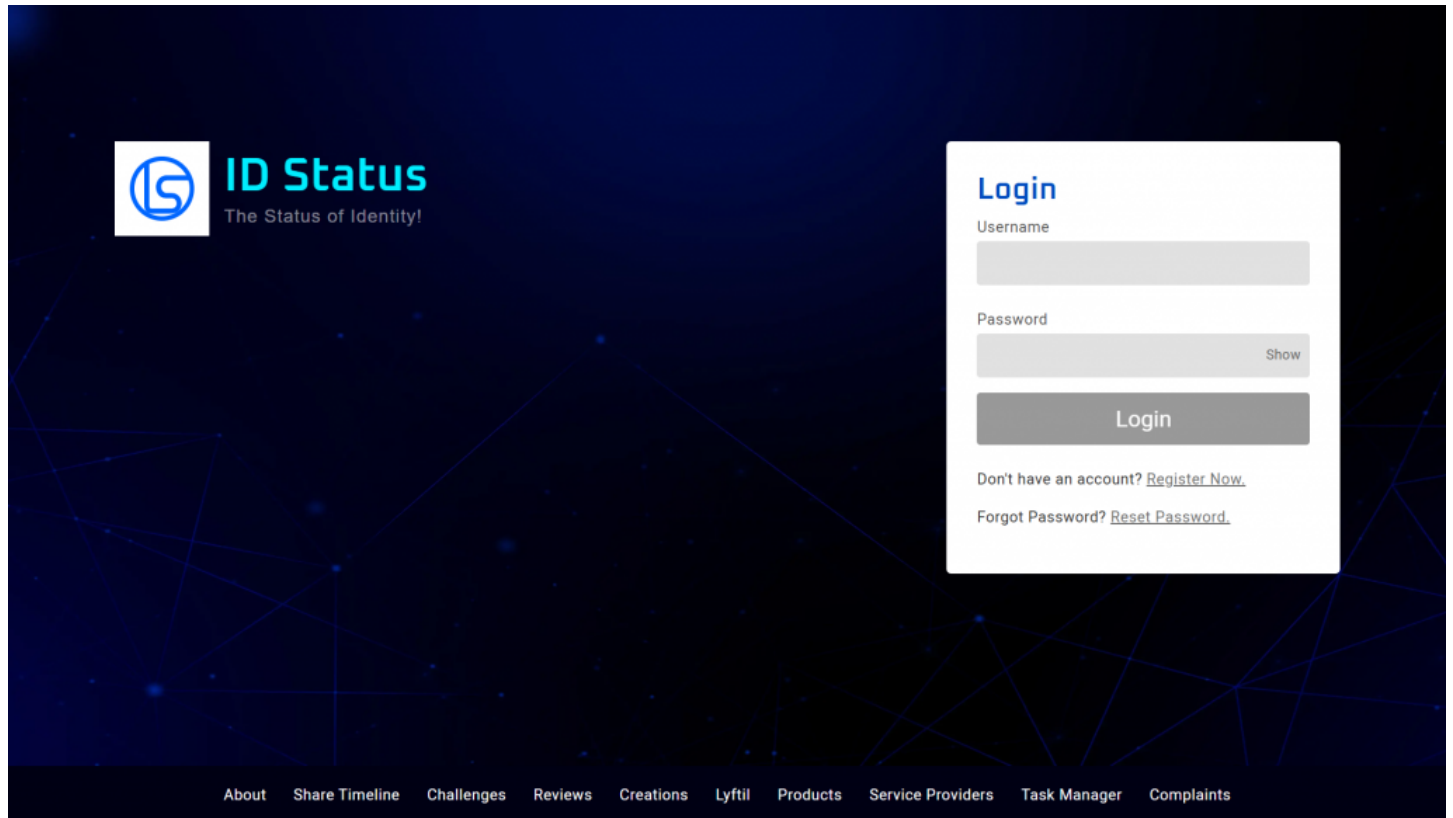 ID Status
The Status of Identity!
Login
Username
Password
Show
Login
Don't have an account? Register Now.
Forgot Password? Reset Password.
About Share Timeline Challenges Reviews Creations Lyftil Products Service Providers Task Manager Complaints